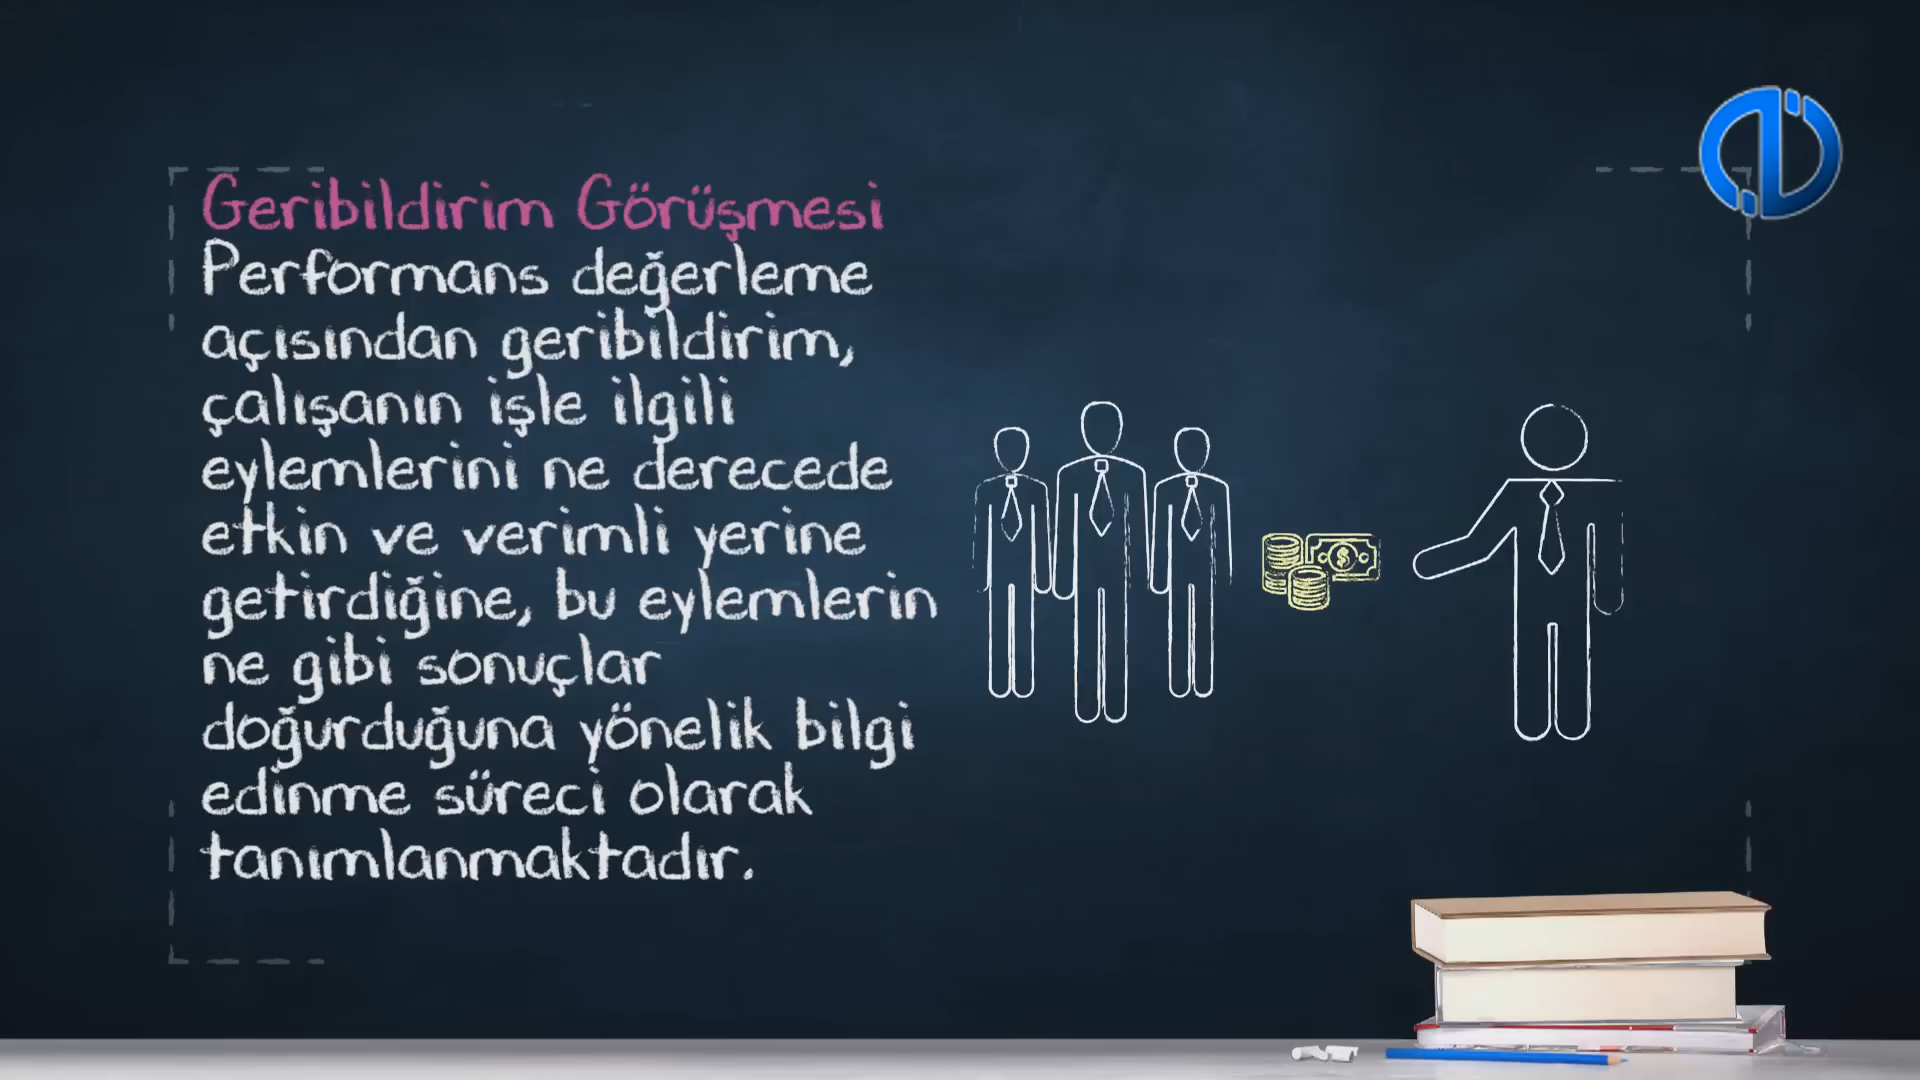 Geribildirim Görüşmesi
Performans değerleme
açısından geribildirim,
çalışanın işle ilgili
eylemlerini ne derecede
etkin ve verimli yerine
getirdiğine, bu eylemlerin
ne gibi sonuçlar
doğurduğuna yönelik bilgi
edinme süreci olarak
tanımlanmaktadır.